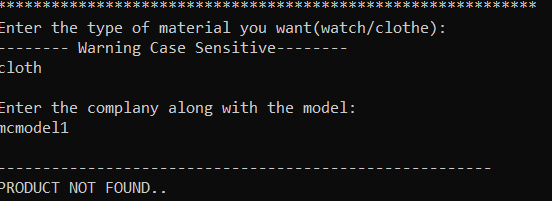 ************************************************************
Enter the type of material you want(watch/clothe):
-------- Warning Case Sensitive--------
cloth
Enter the complany along with the model:
mcmodel1
--------------------------------------------------------
PRODUCT NOT FOUND..